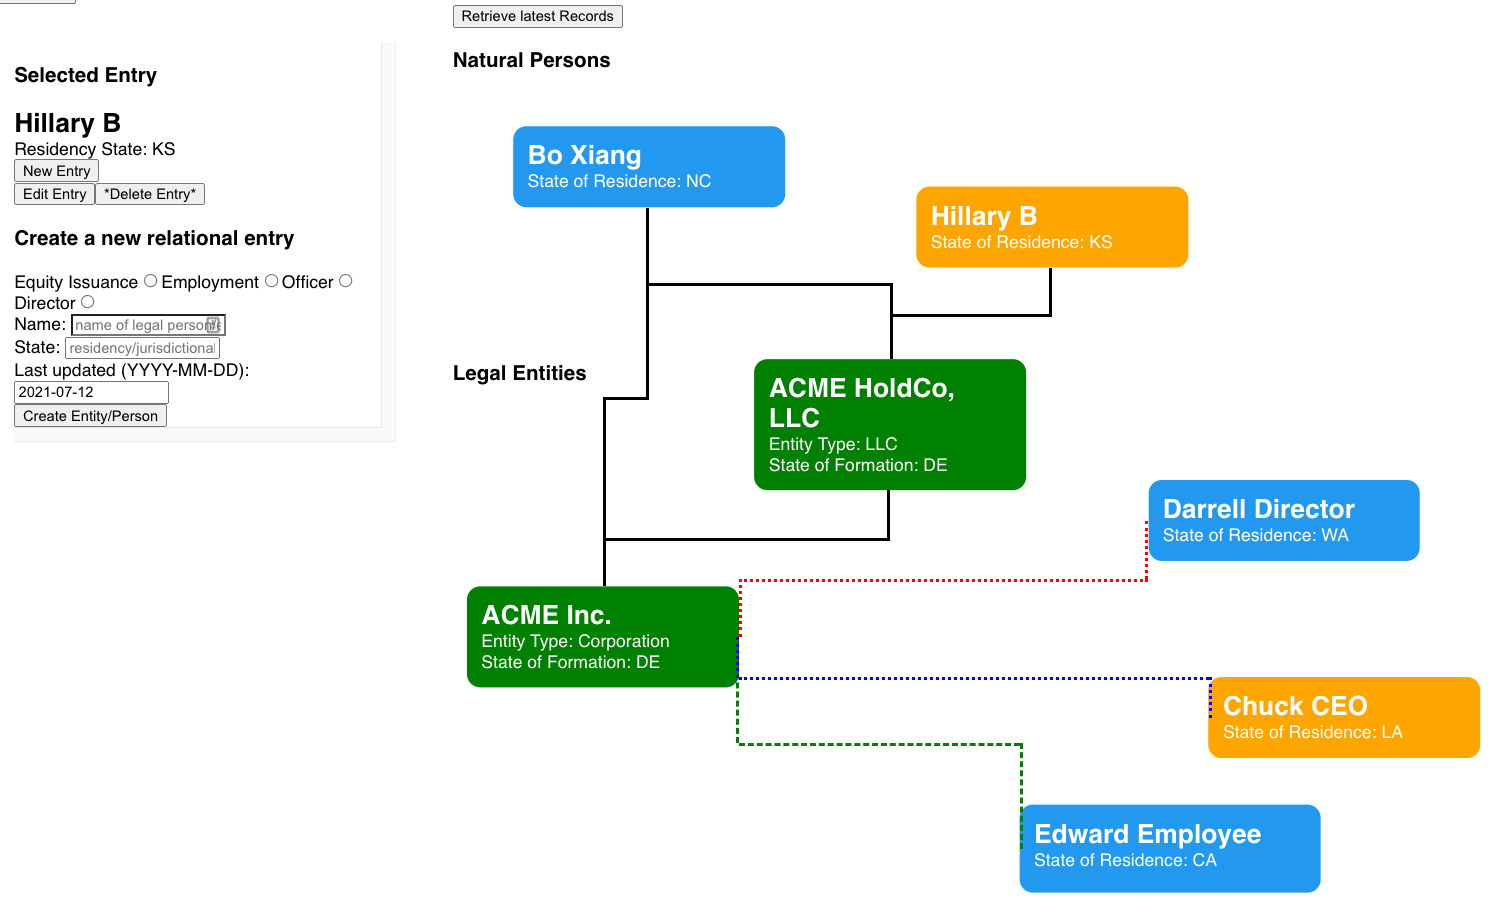 Retrieve latest Records
Natural Persons
Selected Entry
Hillary B
Residency State: KS
New Entry
Edit Entry *Delete Entry*
Create a new relational entry
Equity Issuance Employment Officer
Director
Name: name of legal person
State: residency/jurisdictional
Last updated (YYYY-MM-DD):
2021-07-12
Create Entity/Person
Bo Xiang
State of Residence: NC
Hillary B
State of Residence: KS
Legal Entities
ACME HoldCo,
LLC
Entity Type: LLC
State of Formation: DE
Darrell Director
State of Residence: WA
ACME Inc.
Entity Type: Corporation
State of Formation: DE
Chuck CEO
State of Residence: LA
Edward Employee
State of Residence: CA